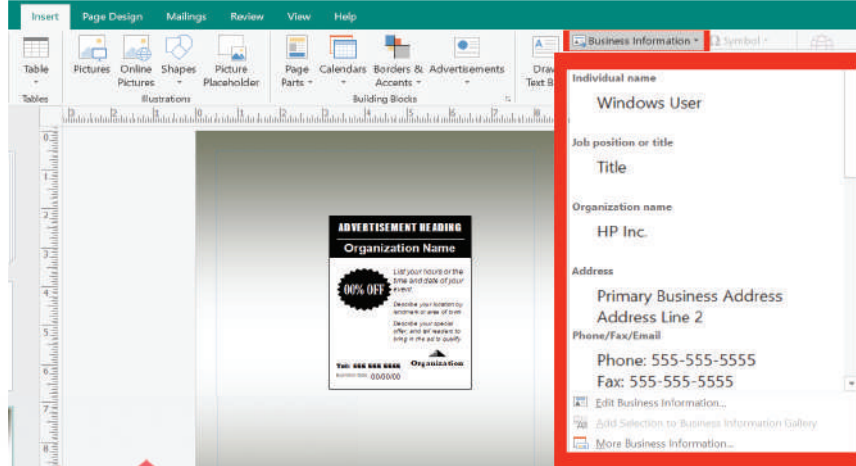 Insert Page Design Mailings Review View Help
Table Pictures Online Pictures Shapes Picture Placeholder Page Parts Calendars Borders & Accents Advertisements Business Information Symbol
Tables Illustrations Building Blocks
ADVERTISEMENT HEADING
Organization Name
00% OFF
List your hours or the
time and date of your
event.
Describe your location by
landmark or area of town.
Describe your special
offer, and tell readers to
bring in the ad to qualify.
Tel: 555 555 5555
Organization
00/00/00
Individual name
Windows User
Job position or title
Title
Organization name
HP Inc.
Address
Primary Business Address
Address Line 2
Phone/Fax/Email
Phone: 555-555-5555
Fax: 555-555-5555
Edit Business Information...
Add Selection to Business Information Gallery
More Business Information...